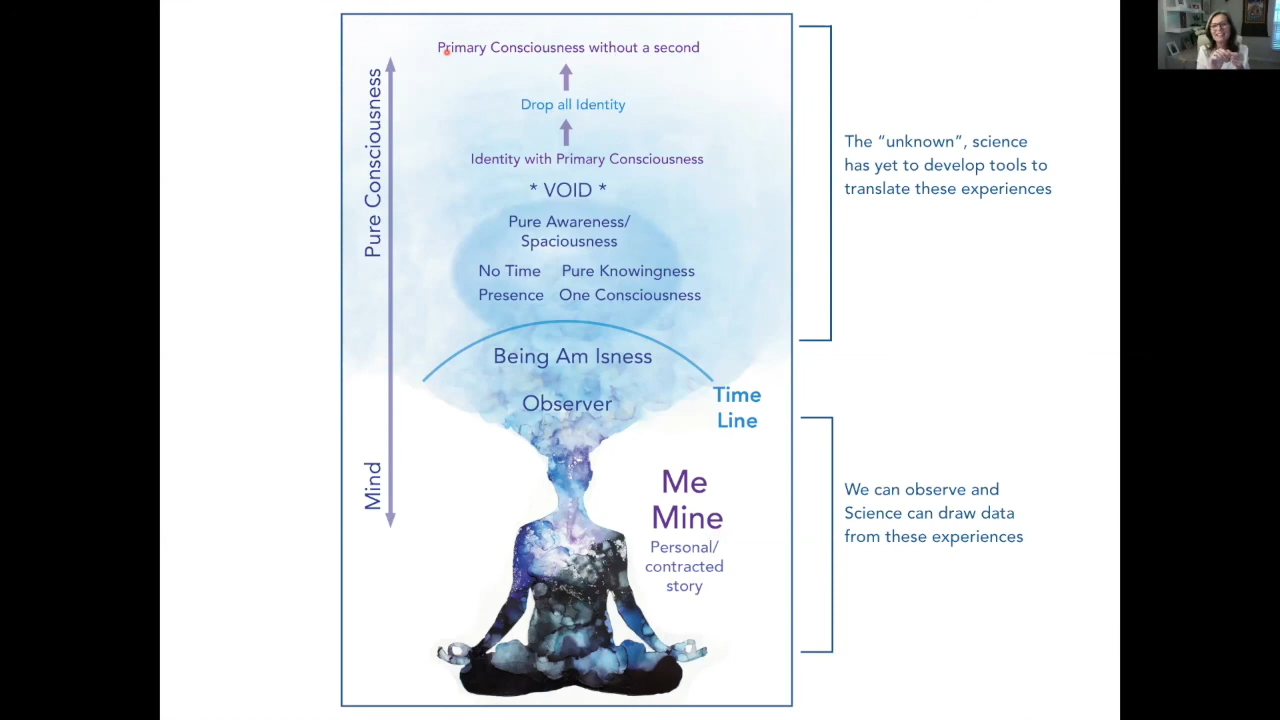 Primary Consciousness without a second
Drop all Identity
Identity with Primary Consciousness
* VOID *
Pure Awareness/
Spaciousness
No Time Pure Knowingness
Presence One Consciousness
Being Am Isness
Observer
Time
Line
Me
Mine
Personal/
contracted
story
Pure Consciousness
Mind
The “unknown”, science
has yet to develop tools to
translate these experiences
We can observe and
Science can draw data
from these experiences